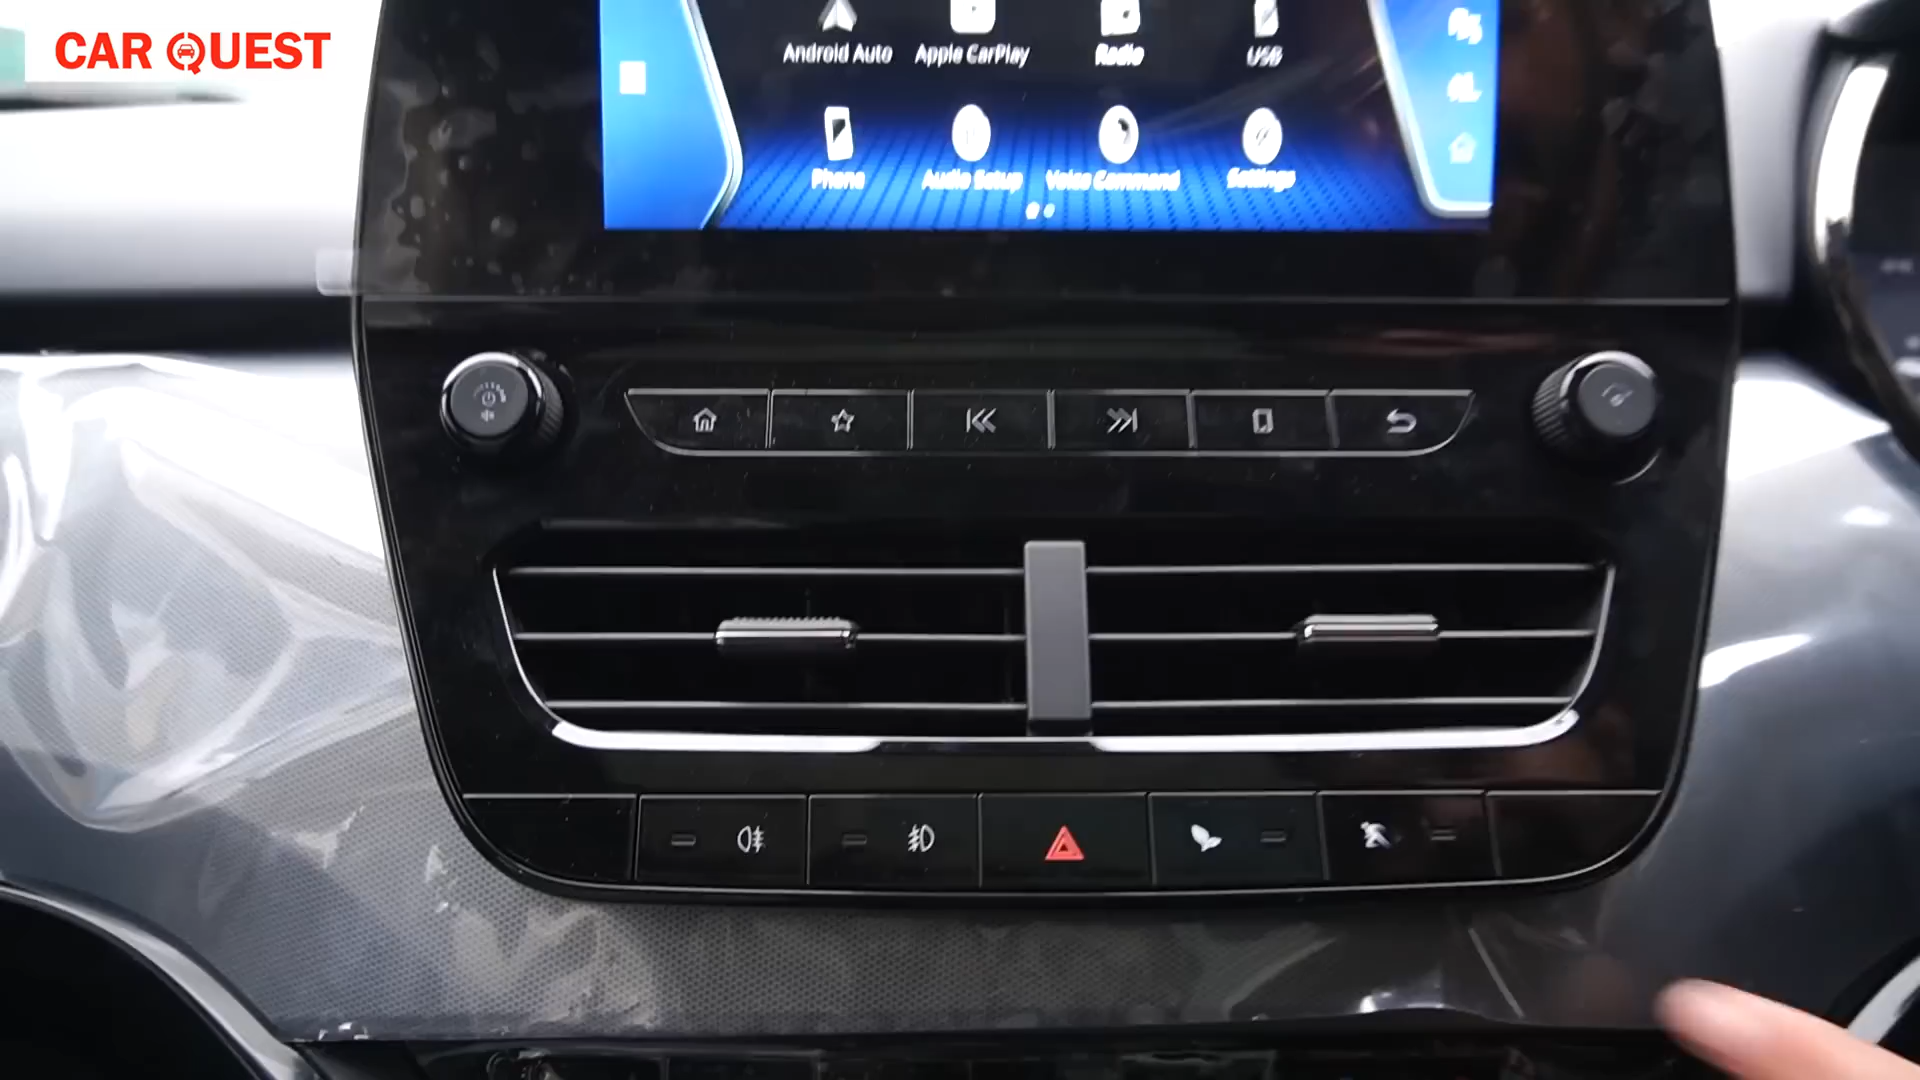 CAR QUEST
Android Auto Apple CarPlay Radio USB
Phone Audio Setup Voice Command Settings